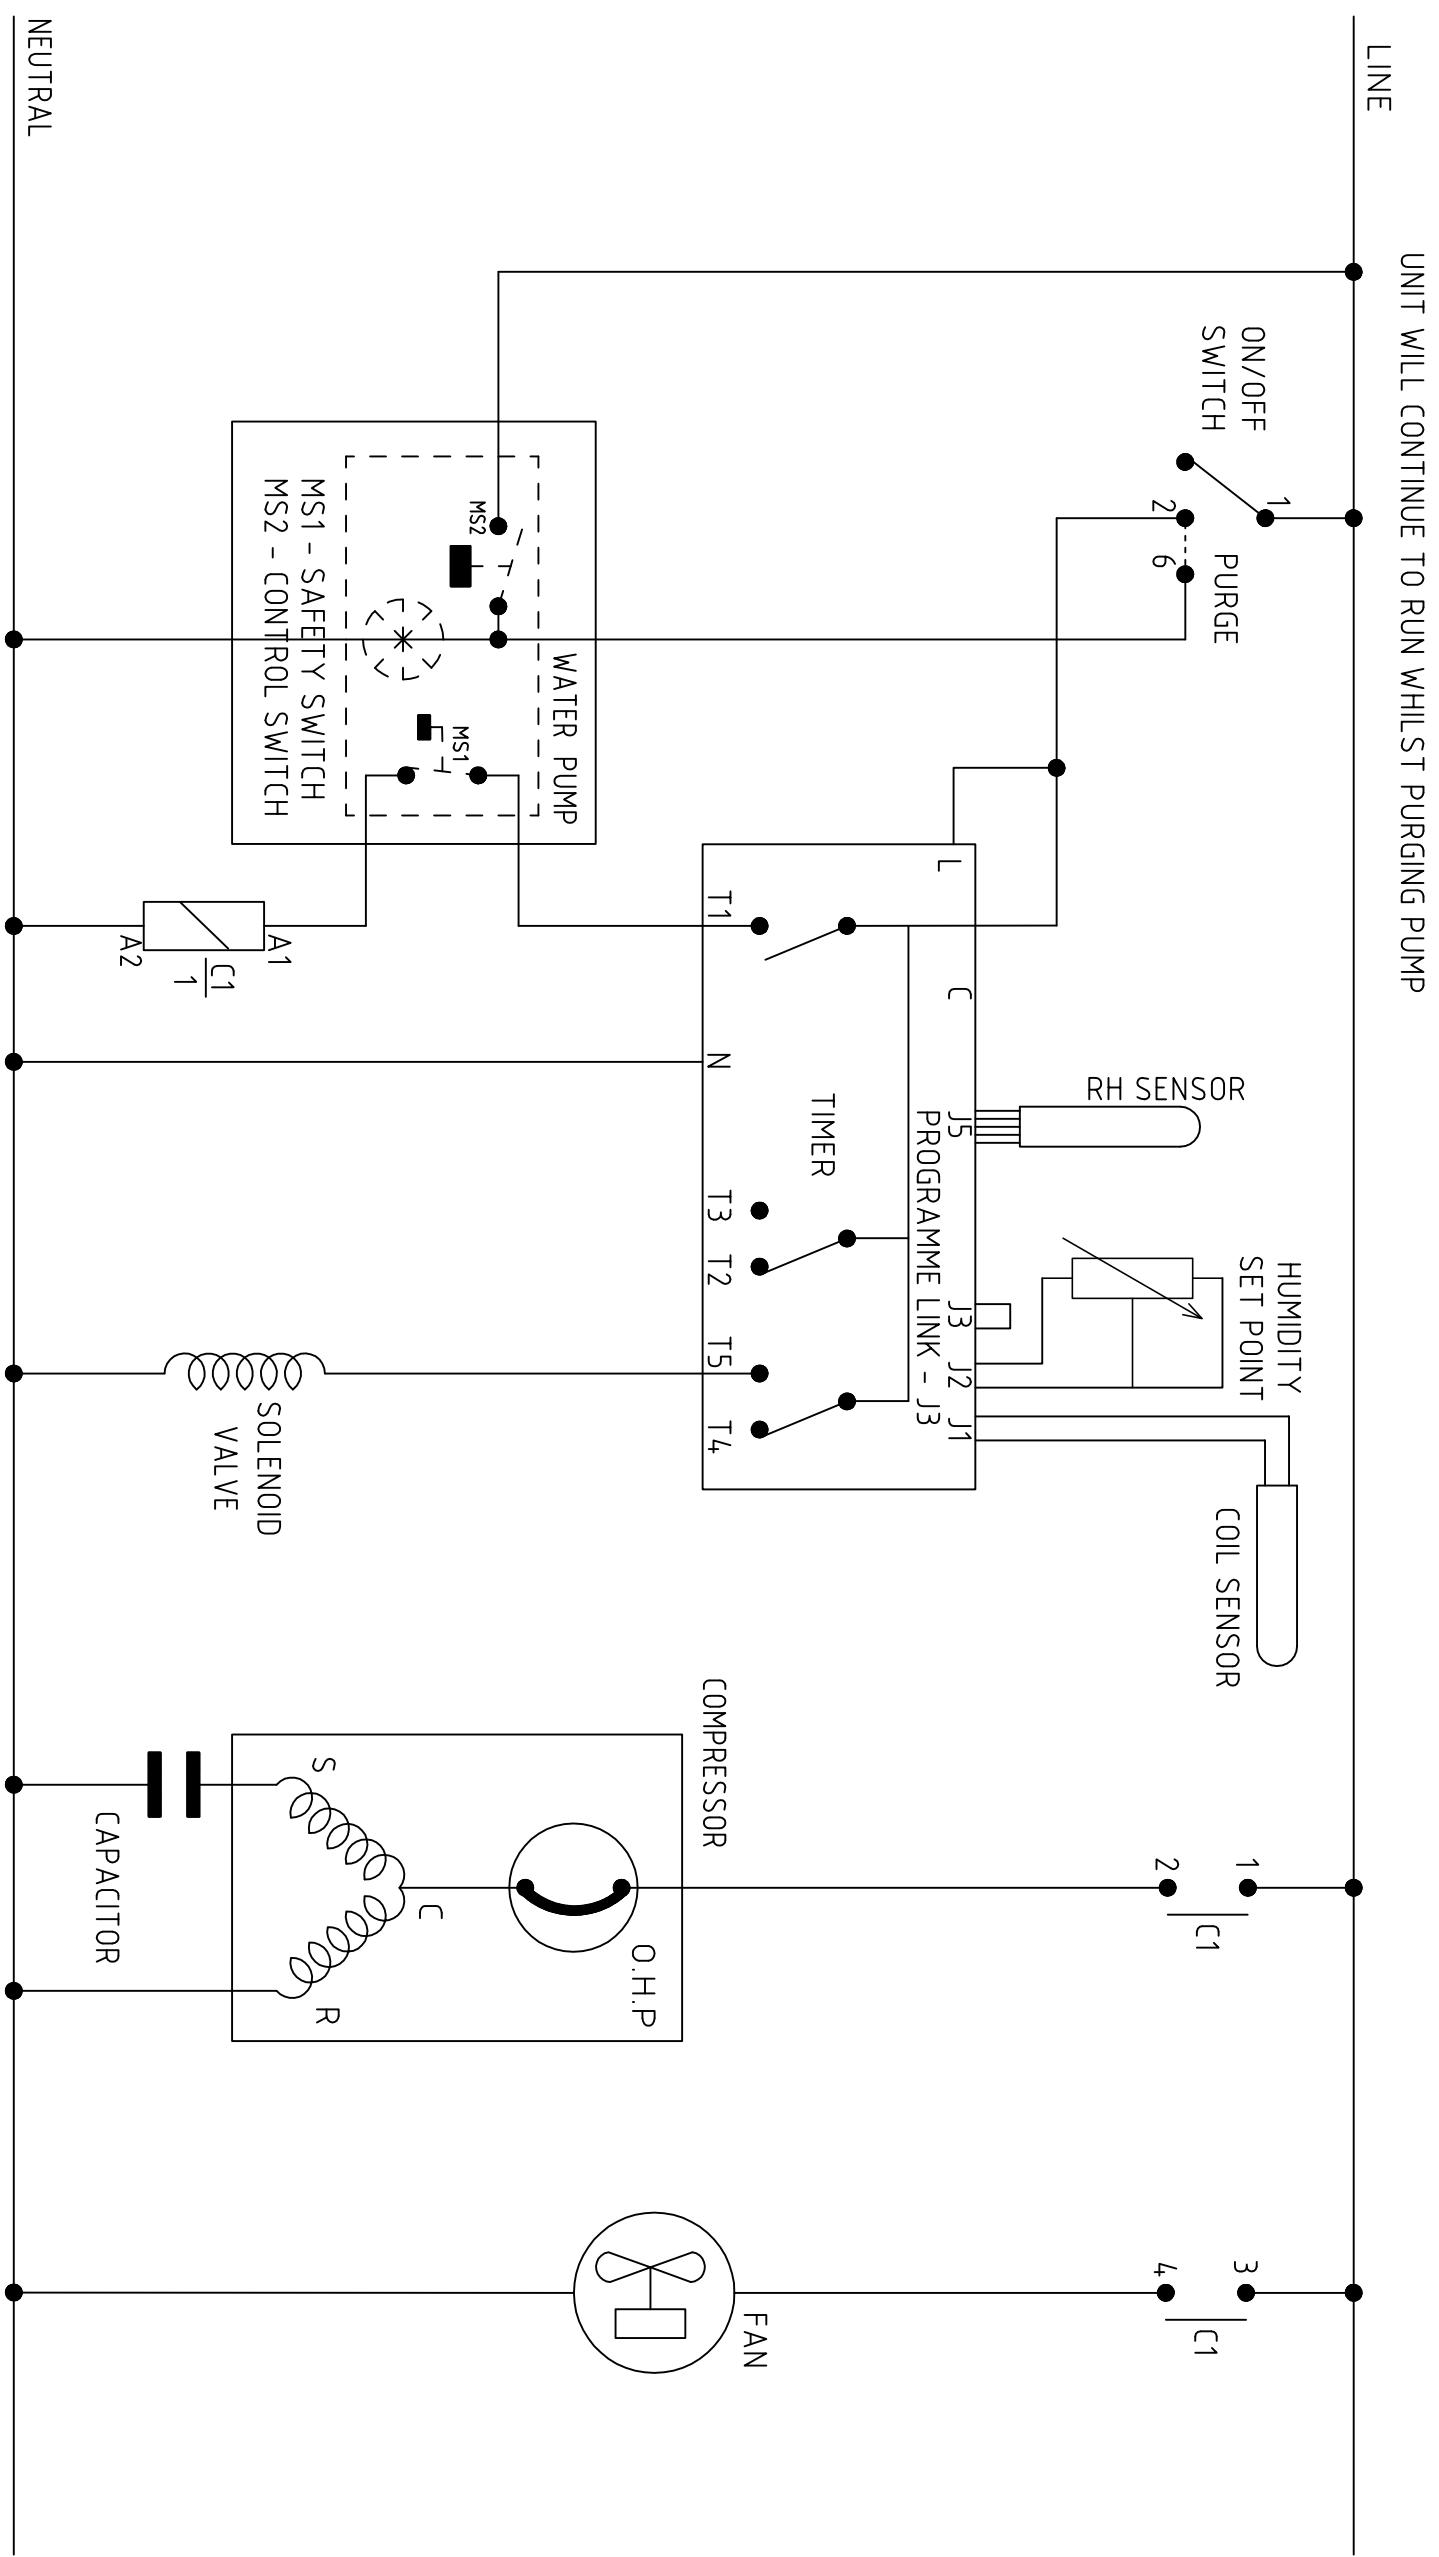 UNIT WILL CONTINUE TO RUN WHILST PURGING PUMP
LINE
NEUTRAL
ON/OFF
SWITCH
1
2
6
PURGE
WATER PUMP
MS2
MS1
MS1 - SAFETY SWITCH
MS2 - CONTROL SWITCH
A1
A2
C1
1
L
C
J5
J3
J2
J1
PROGRAMME LINK - J3
TIMER
T1
N
T3
T2
T5
T4
RH SENSOR
HUMIDITY
SET POINT
COIL SENSOR
SOLENOID
VALVE
COMPRESSOR
O.H.P
S
C
R
CAPACITOR
1
2
C1
3
4
C1
FAN